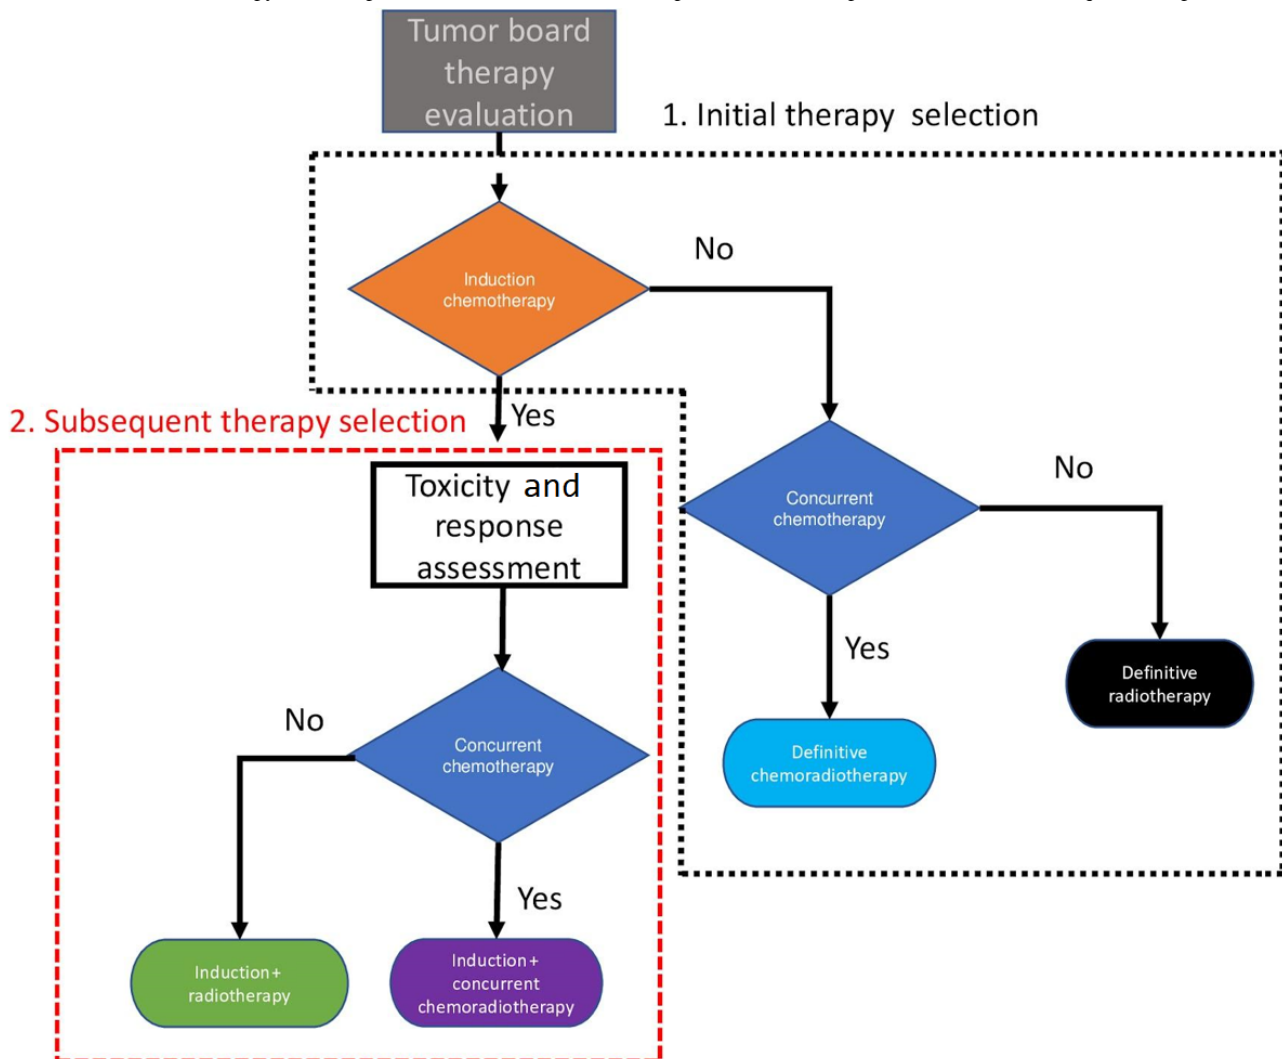 Tumor board
therapy
evaluation
1. Initial therapy selection
Induction
chemotherapy
No
Yes
2. Subsequent therapy selection
Concurrent
chemotherapy
No
Yes
Definitive
radiotherapy
Definitive
chemoradiotherapy
Toxicity and
response
assessment
Concurrent
chemotherapy
No
Yes
Induction+
radiotherapy
Induction +
concurrent
chemoradiotherapy